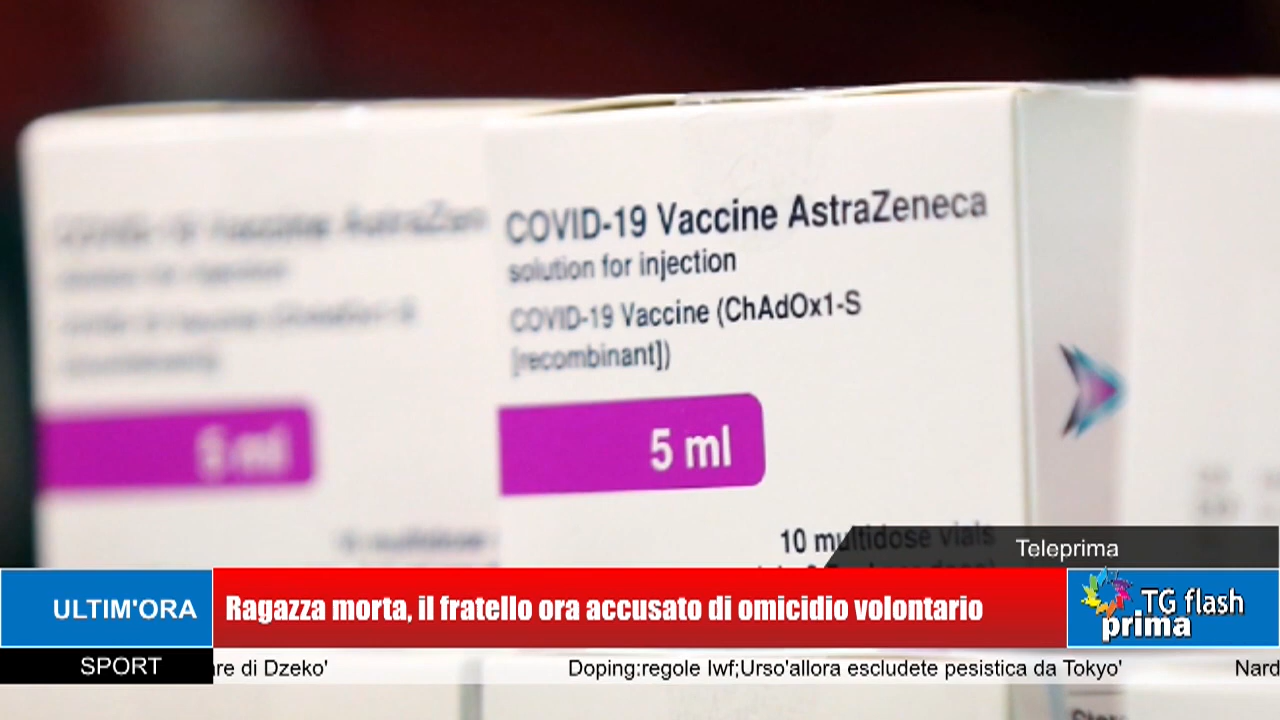 COVID-19 Vaccine AstraZeneca
solution for injection
COVID-19 Vaccine (ChAdOx1-S
[recombinant])
5 ml
5 ml
10 multidose vials
Teleprima
ULTIM'ORA
Ragazza morta, il fratello ora accusato di omicidio volontario
TG flash
prima
SPORT
re di Dzeko'
Doping:regole Iwf;Urso'allora escludete pesistica da Tokyo'
Nard